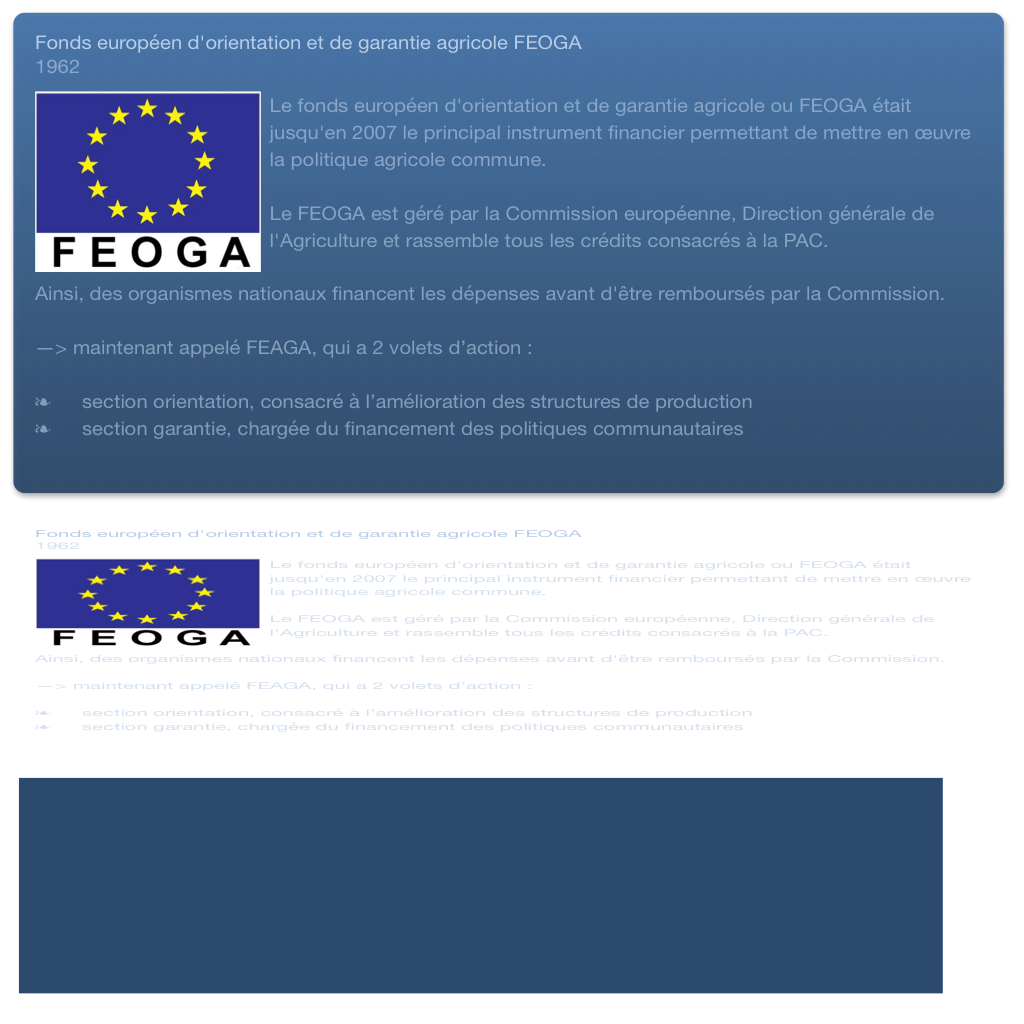 Fonds européen d'orientation et de garantie agricole FEOGA
1962
Le fonds européen d'orientation et de garantie agricole ou FEOGA était
jusqu'en 2007 le principal instrument financier permettant de mettre en œuvre
la politique agricole commune.
Le FEOGA est géré par la Commission européenne, Direction générale de
l'Agriculture et rassemble tous les crédits consacrés à la PAC.
FEOGA
Ainsi, des organismes nationaux financent les dépenses avant d'être remboursés par la Commission.
—> maintenant appelé FEAGA, qui a 2 volets d’action :
❧ section orientation, consacré à l’amélioration des structures de production
❧ section garantie, chargée du financement des politiques communautaires
Fonds européen d'orientation et de garantie agricole FEOGA
1962
Le fonds européen d'orientation et de garantie agricole ou FEOGA était
jusqu'en 2007 le principal instrument financier permettant de mettre en œuvre
la politique agricole commune.
Le FEOGA est géré par la Commission européenne, Direction générale de
l'Agriculture et rassemble tous les crédits consacrés à la PAC.
FEOGA
Ainsi, des organismes nationaux financent les dépenses avant d'être remboursés par la Commission.
—> maintenant appelé FEAGA, qui a 2 volets d’action :
❧ section orientation, consacré à l’amélioration des structures de production
❧ section garantie, chargée du financement des politiques communautaires